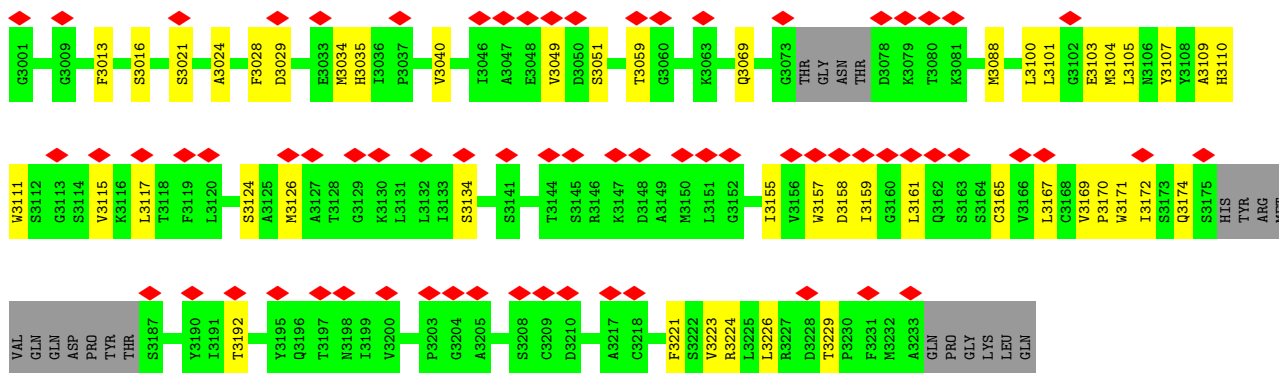 G3001 G3009 F3013 S3016 S3021 A3024 F3028 D3029 E3033 M3034 H3035 I3036 P3037 V3040 I3046 A3047 E3048 V3049 D3050 S3051 T3059 G3060 K3063 Q3069 G3073 THR GLY ASN THR D3078 K3079 T3080 K3081 M3088 L3100 L3101 G3102 E3103 M3104 L3105 N3106 Y3107 Y3108 A3109 H3110
W3111 S3112 G3113 S3114 V3115 K3116 L3117 T3118 F3119 L3120 S3124 A3125 M3126 A3127 T3128 G3129 K3130 L3131 L3132 I3133 S3134 S3141 T3144 S3145 R3146 K3147 D3148 A3149 M3150 L3151 G3152 I3155 V3156 W3157 D3158 I3159 G3160 L3161 Q3162 S3163 S3164 C3165 V3166 L3167 C3168 V3169 P3170 W3171 I3172 S3173 Q3174 S3175 HIS TYR ARG
VAL GLN GLN ASP PRO TYR THR S3187 Y3190 I3191 T3192 Y3195 Q3196 T3197 N3198 I3199 V3200 P3203 G3204 A3205 S3208 C3209 D3210 A3217 C3218 F3221 S3222 V3223 R3224 L3225 L3226 R3227 D3228 T3229 P3230 F3231 M3232 A3233 GLN PRO GLY LYS LEU GLN